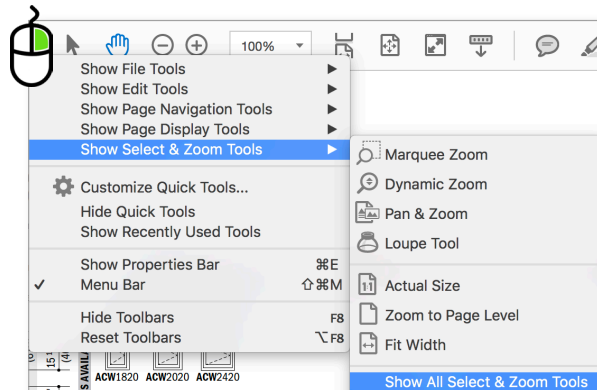 100%
Show File Tools
Show Edit Tools
Show Page Navigation Tools
Show Page Display Tools
Show Select & Zoom Tools
Customize Quick Tools...
Hide Quick Tools
Show Recently Used Tools
Show Properties Bar ⌘E
✓ Menu Bar ⇧⌘M
Hide Toolbars F8
Reset Toolbars ⌥F8
Marquee Zoom
Dynamic Zoom
Pan & Zoom
Loupe Tool
1:1 Actual Size
Zoom to Page Level
Fit Width
Show All Select & Zoom Tools
ACW1820 ACW2020 ACW2420